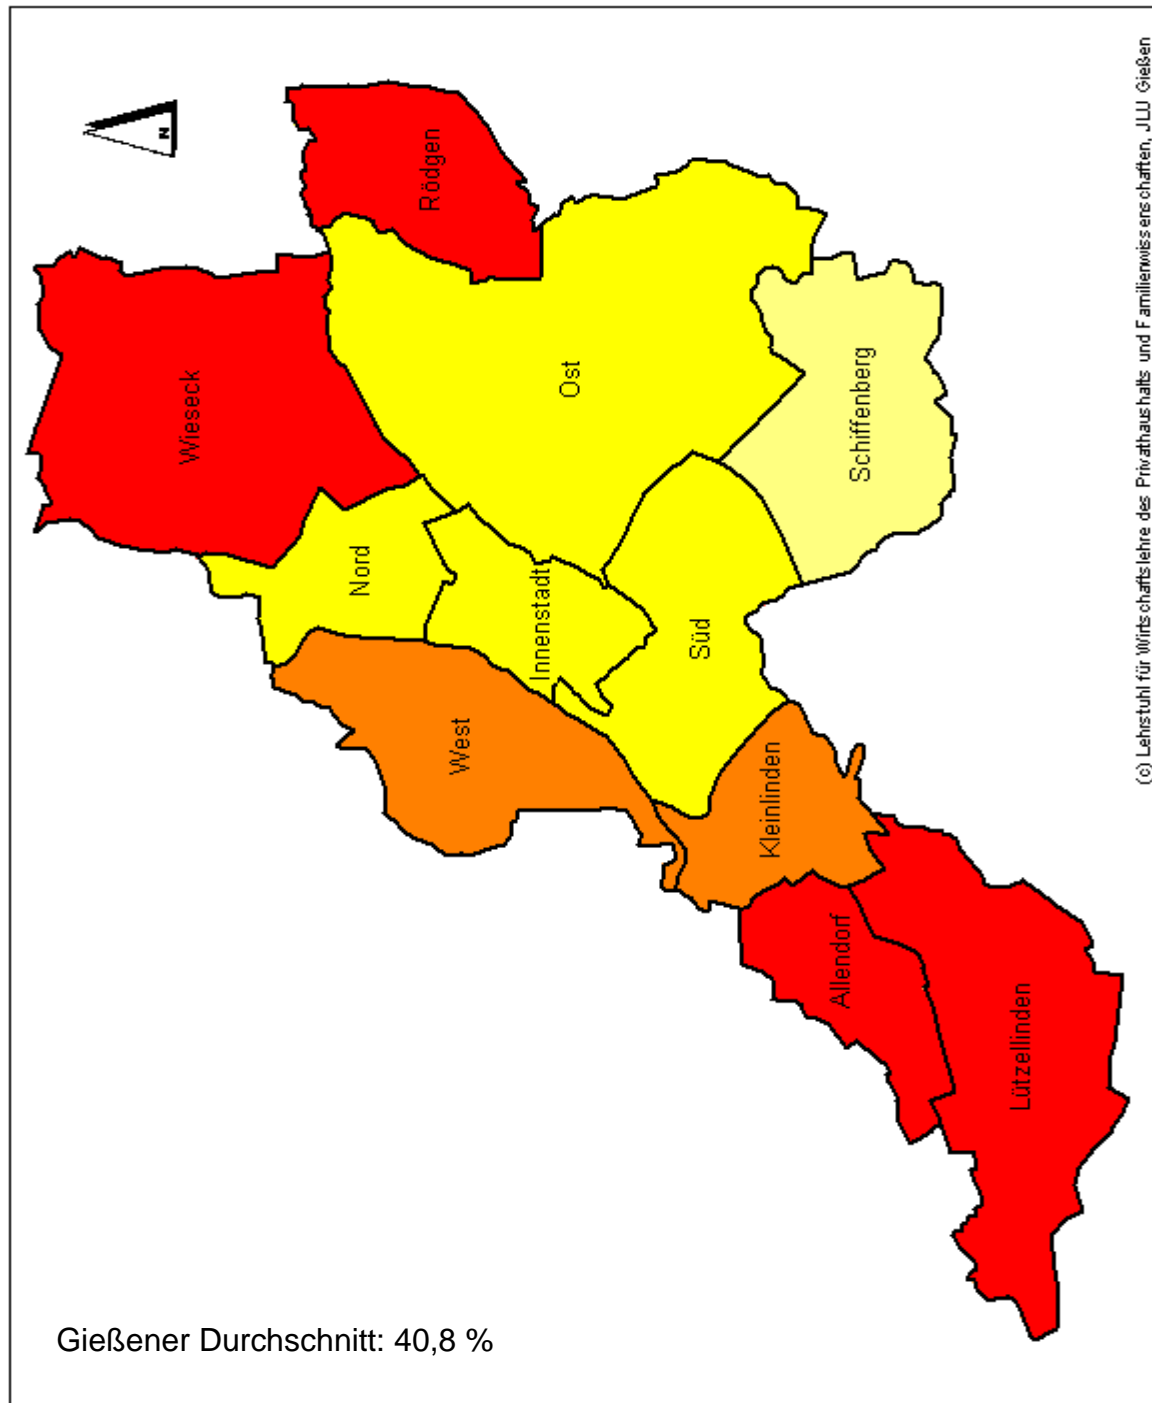 N
Rödgen
Wieseck
Ost
Schiffenberg
Nord
Innenstadt
Süd
West
Kleinlinden
Allendorf
Lützellinden
Gießener Durchschnitt: 40,8 %
(c) Lehrstuhl für Wirtschaftslehre des Privathaushalts und Familienwissenschaften, JLU Gießen